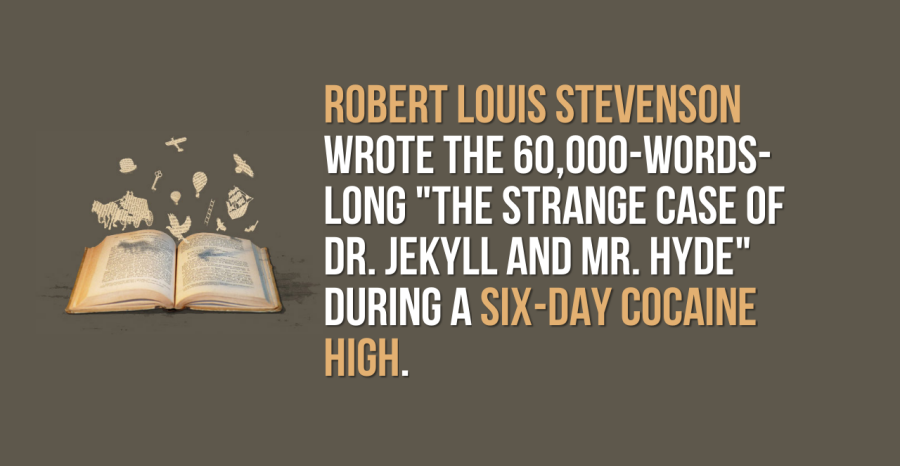 ROBERT LOUIS STEVENSON
WROTE THE 60,000-WORDS-
LONG "THE STRANGE CASE OF
DR. JEKYLL AND MR. HYDE"
DURING A SIX-DAY COCAINE
HIGH.